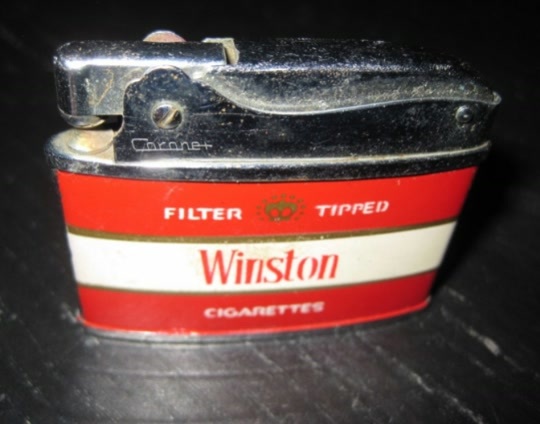 Coronet
FILTER TIPPED
Winston
CIGARETTES